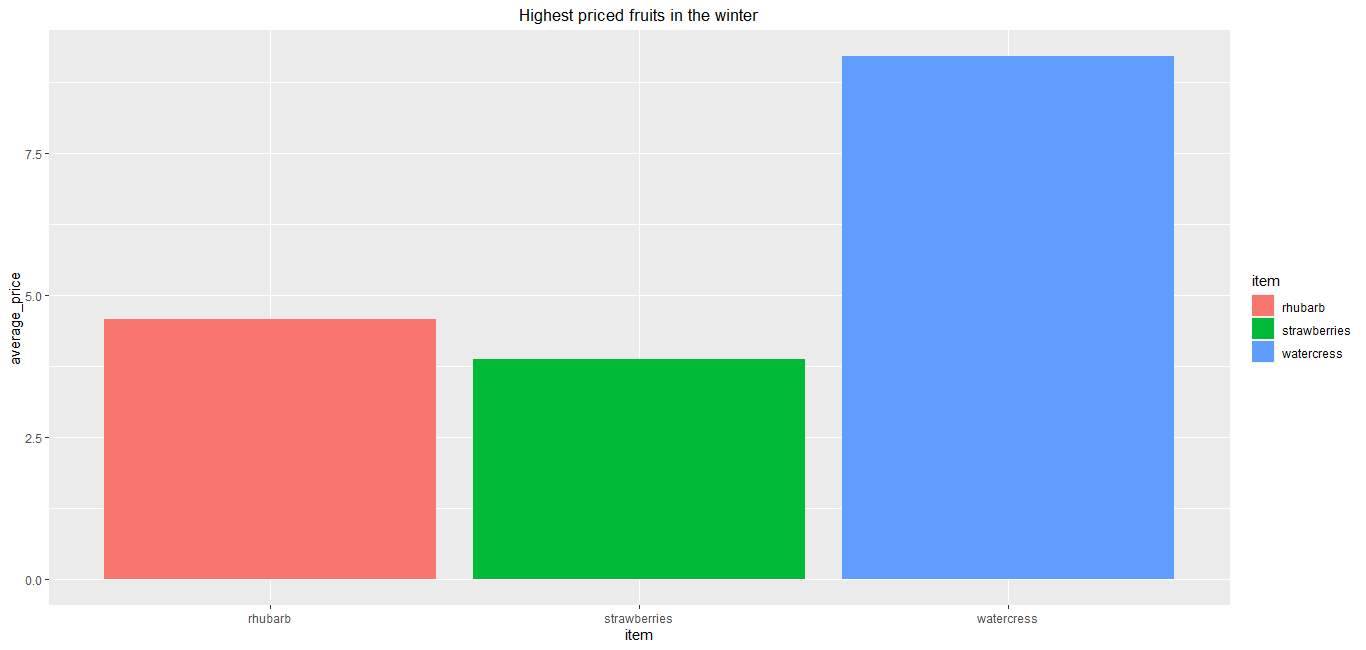 Highest priced fruits in the winter
average_price
7.5
5.0
2.5
0.0
rhubarb
strawberries
watercress
item
item
rhubarb
strawberries
watercress